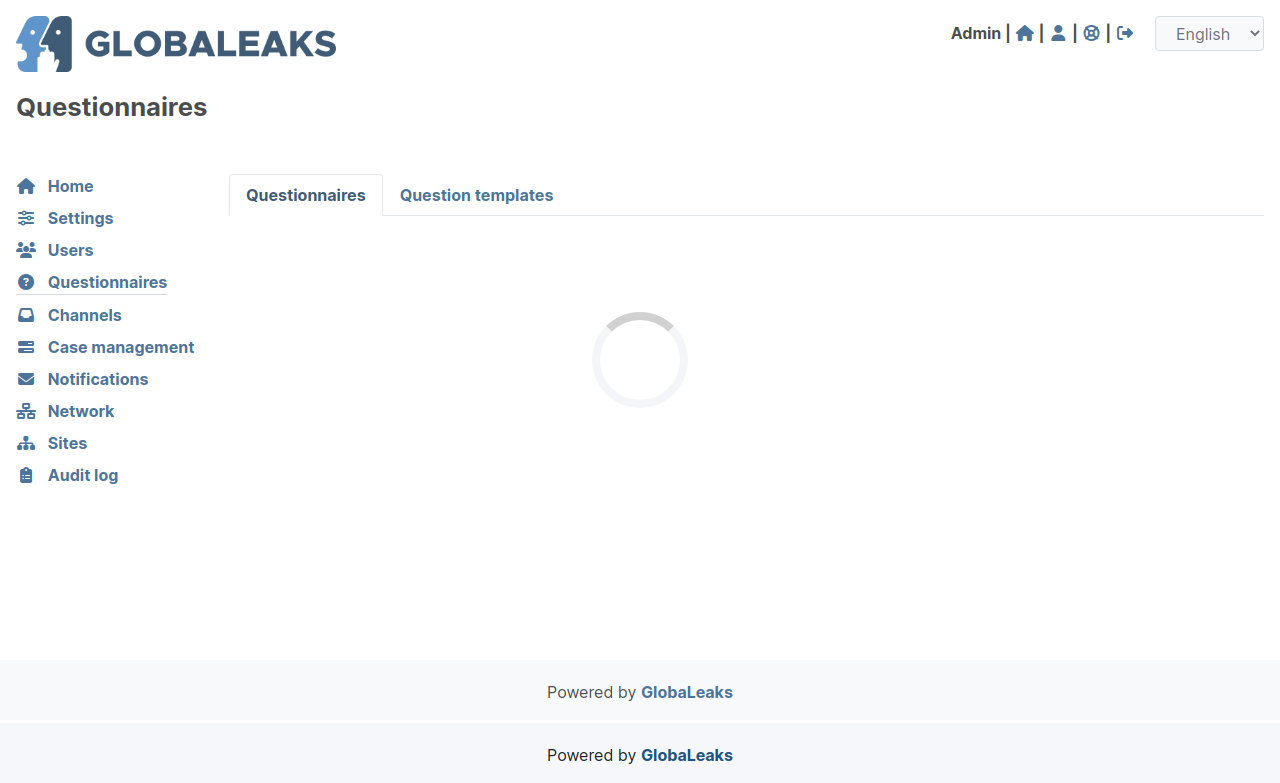 GLOBALEAKS
Admin | | | |
English
Questionnaires
Home
Settings
Users
Questionnaires
Channels
Case management
Notifications
Network
Sites
Audit log
Questionnaires Question templates
Powered by GlobaLeaks
Powered by GlobaLeaks